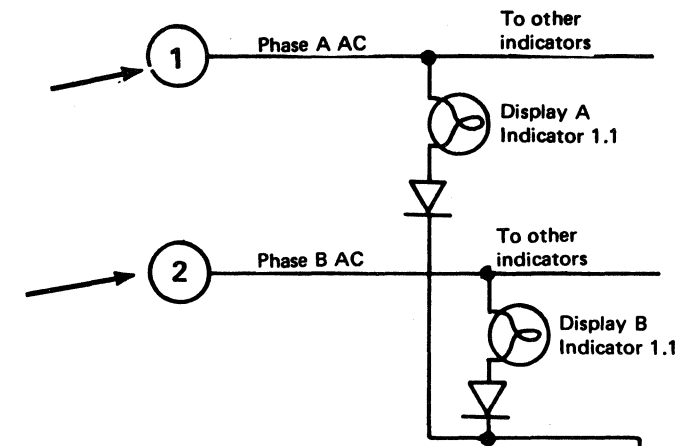 To other
indicators
1
Phase A AC
Display A
Indicator 1.1
To other
indicators
2
Phase B AC
Display B
Indicator 1.1